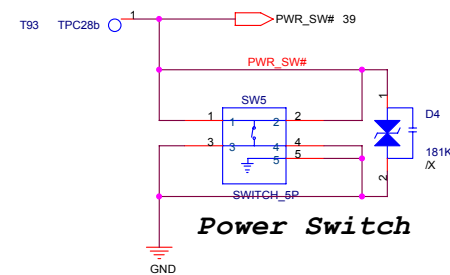 T93 TPC28b 1 PWR_SW# 39
PWR_SW#
SW5
1 1 2 2
3 3 4 4
5 5
1
D4
181K
/X
2
SWITCH_5P
Power Switch
GND